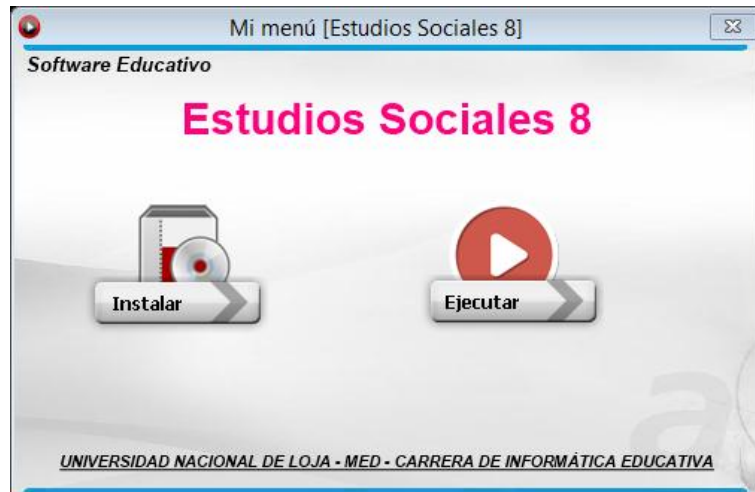 Mi menú [Estudios Sociales 8]
Software Educativo
Estudios Sociales 8
Instalar
Ejecutar
UNIVERSIDAD NACIONAL DE LOJA - MED - CARRERA DE INFORMÁTICA EDUCATIVA